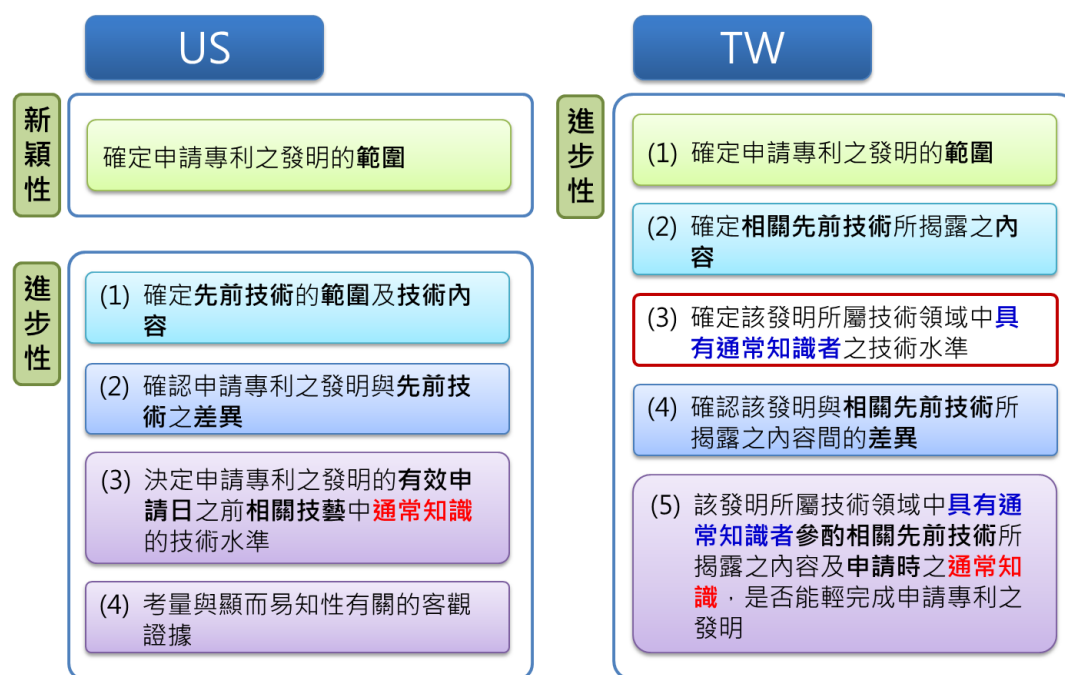 US
新穎性
確定申請專利之發明的範圍
進步性
(1) 確定先前技術的範圍及技術內
容
(2) 確認申請專利之發明與先前技
術之差異
(3) 決定申請專利之發明的有效申
請日之前相關技藝中通常知識
的技術水準
(4) 考量與顯而易知性有關的客觀
證據
TW
進步性
(1) 確定申請專利之發明的範圍
(2) 確定相關先前技術所揭露之內
容
(3) 確定該發明所屬技術領域中具
有通常知識者之技術水準
(4) 確認該發明與相關先前技術所
揭露之內容間的差異
(5) 該發明所屬技術領域中具有通
常知識者參酌相關先前技術所
揭露之內容及申請時之通常知
識，是否能輕完成申請專利之
發明